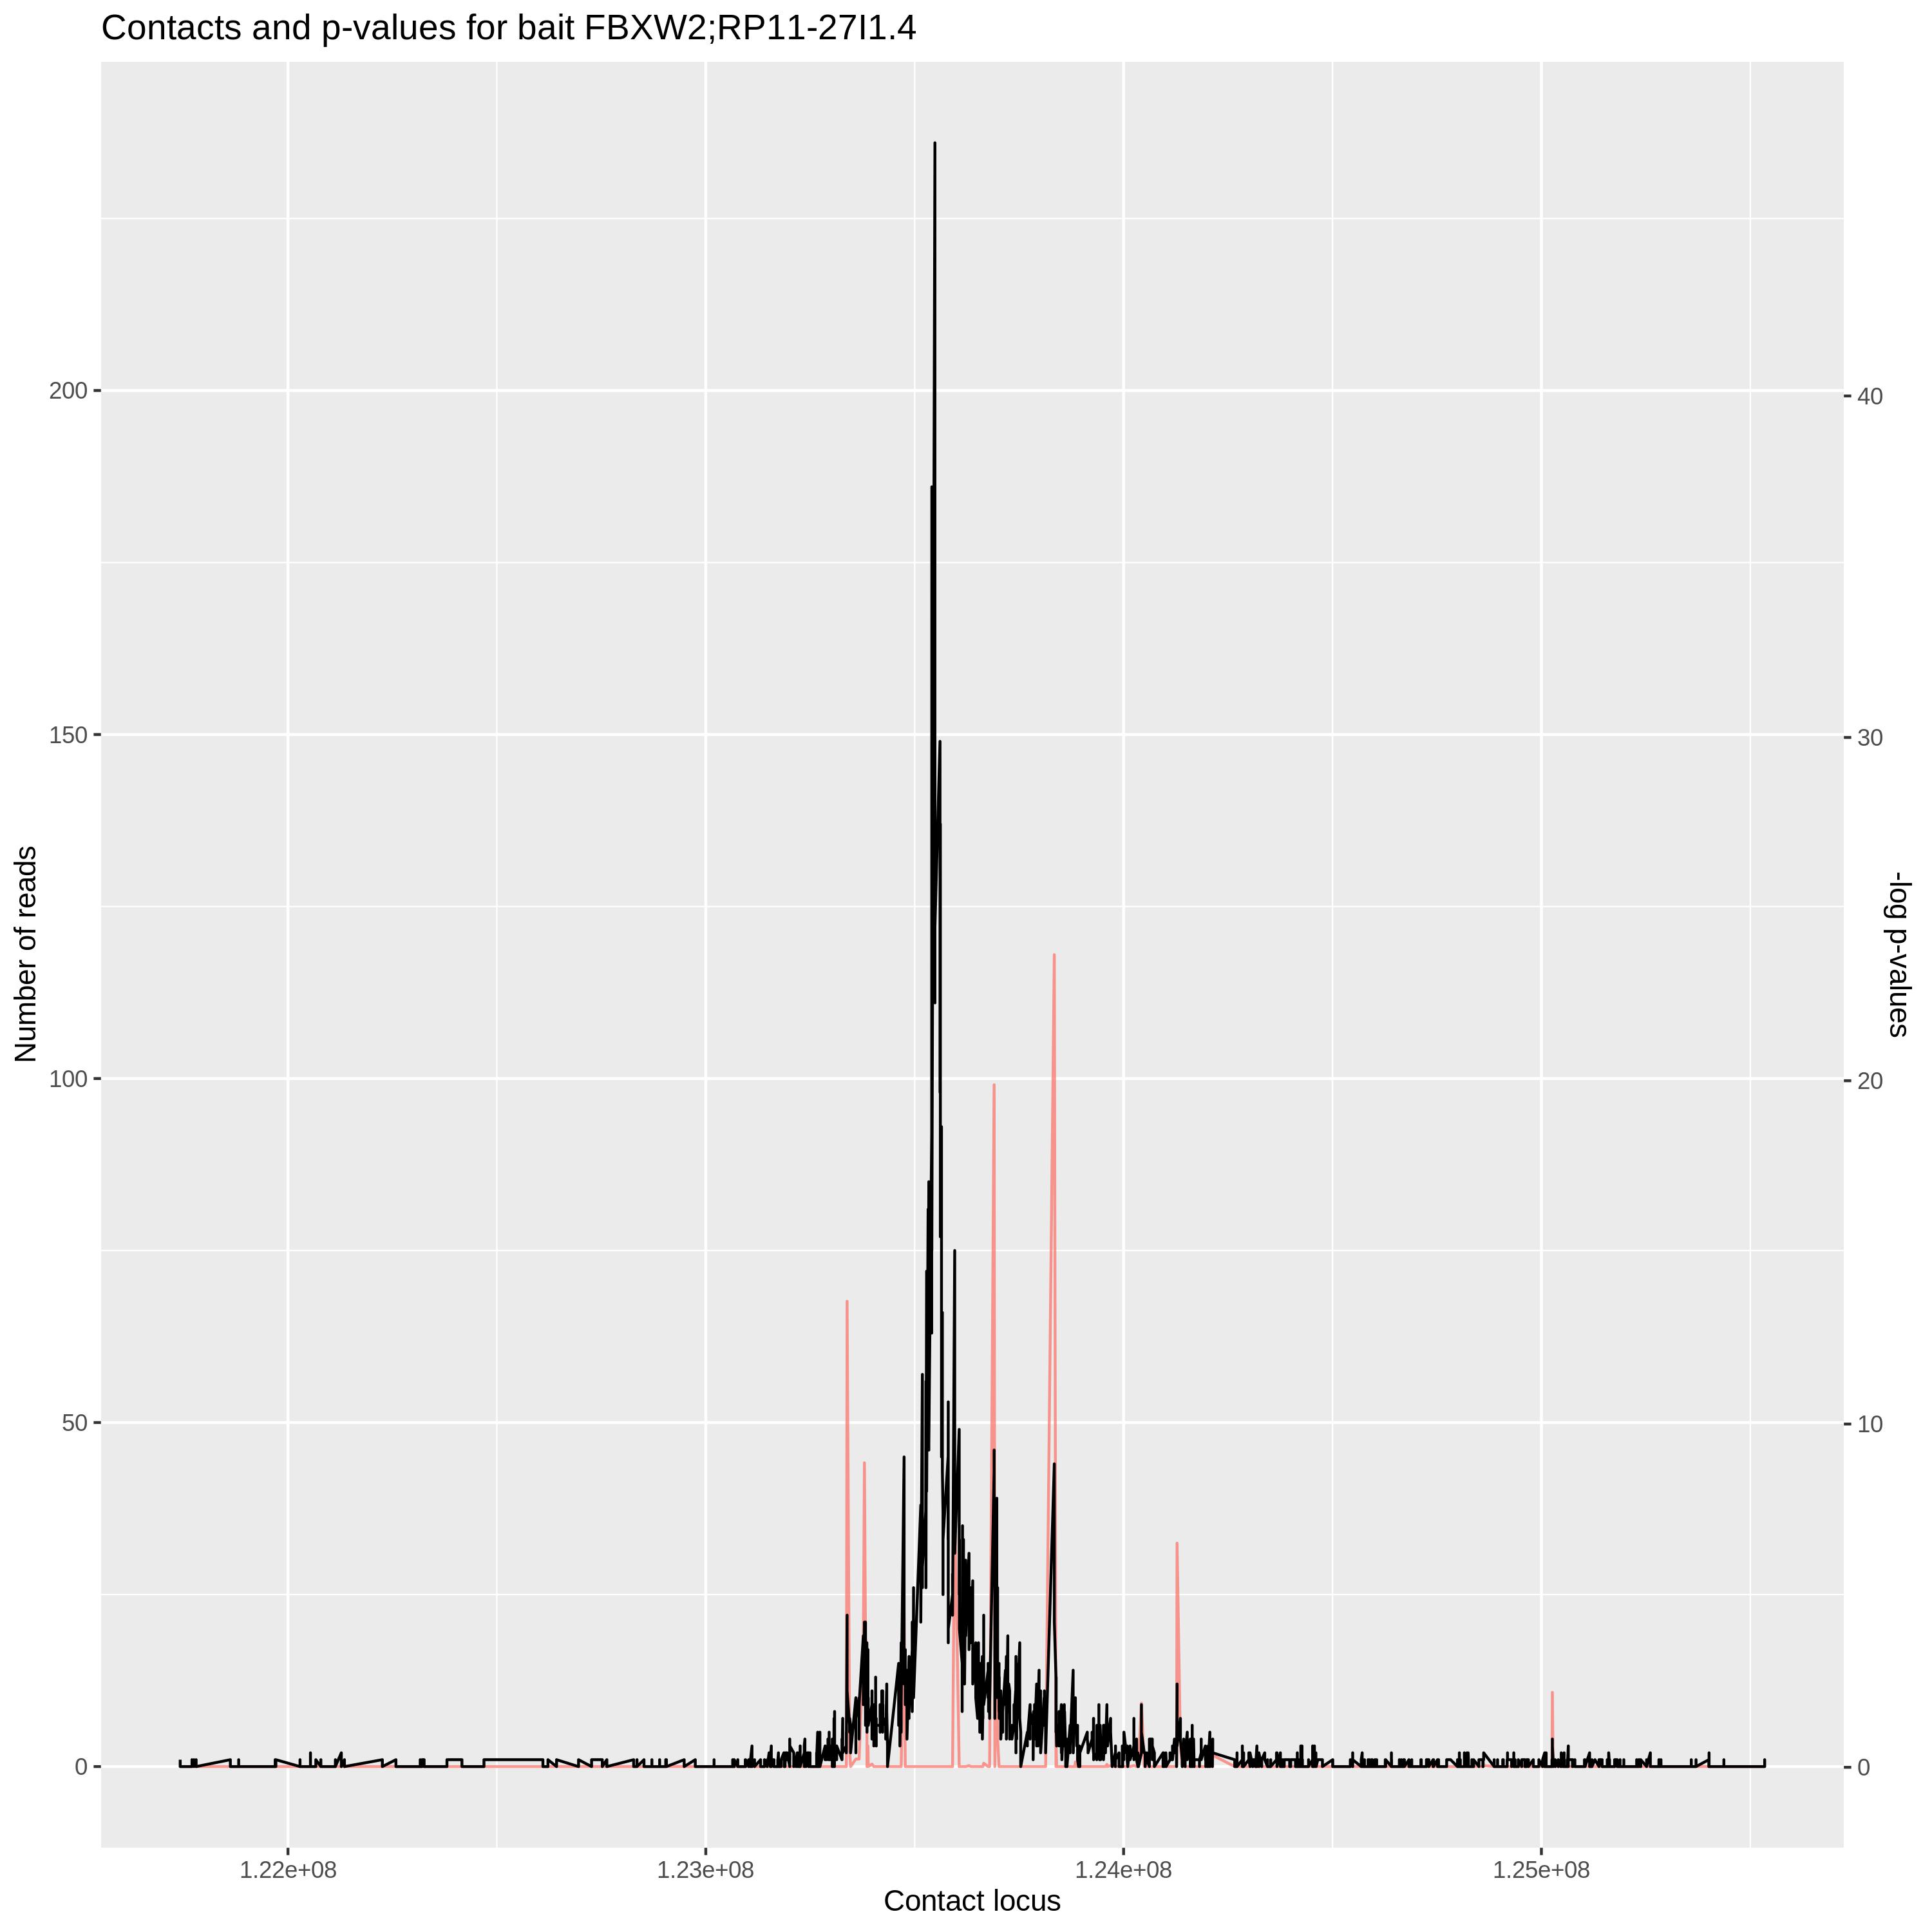 Contacts and p-values for bait FBXW2;RP11-27I1.4
200
150
100
50
0
Number of reads
40
30
20
10
0
-log p-values
1.22e+08 1.23e+08 1.24e+08 1.25e+08
Contact locus